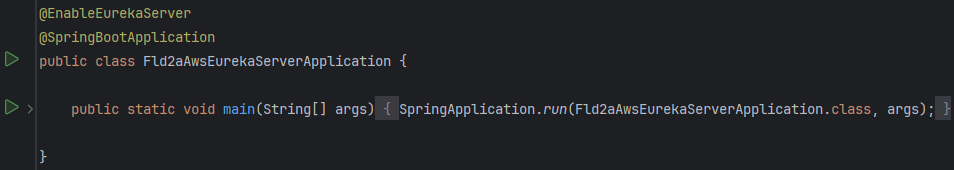 @EnableEurekaServer
@SpringBootApplication
public class Fld2aAwsEurekaServerApplication {
public static void main(String[] args) { SpringApplication.run(Fld2aAwsEurekaServerApplication.class, args); }
}